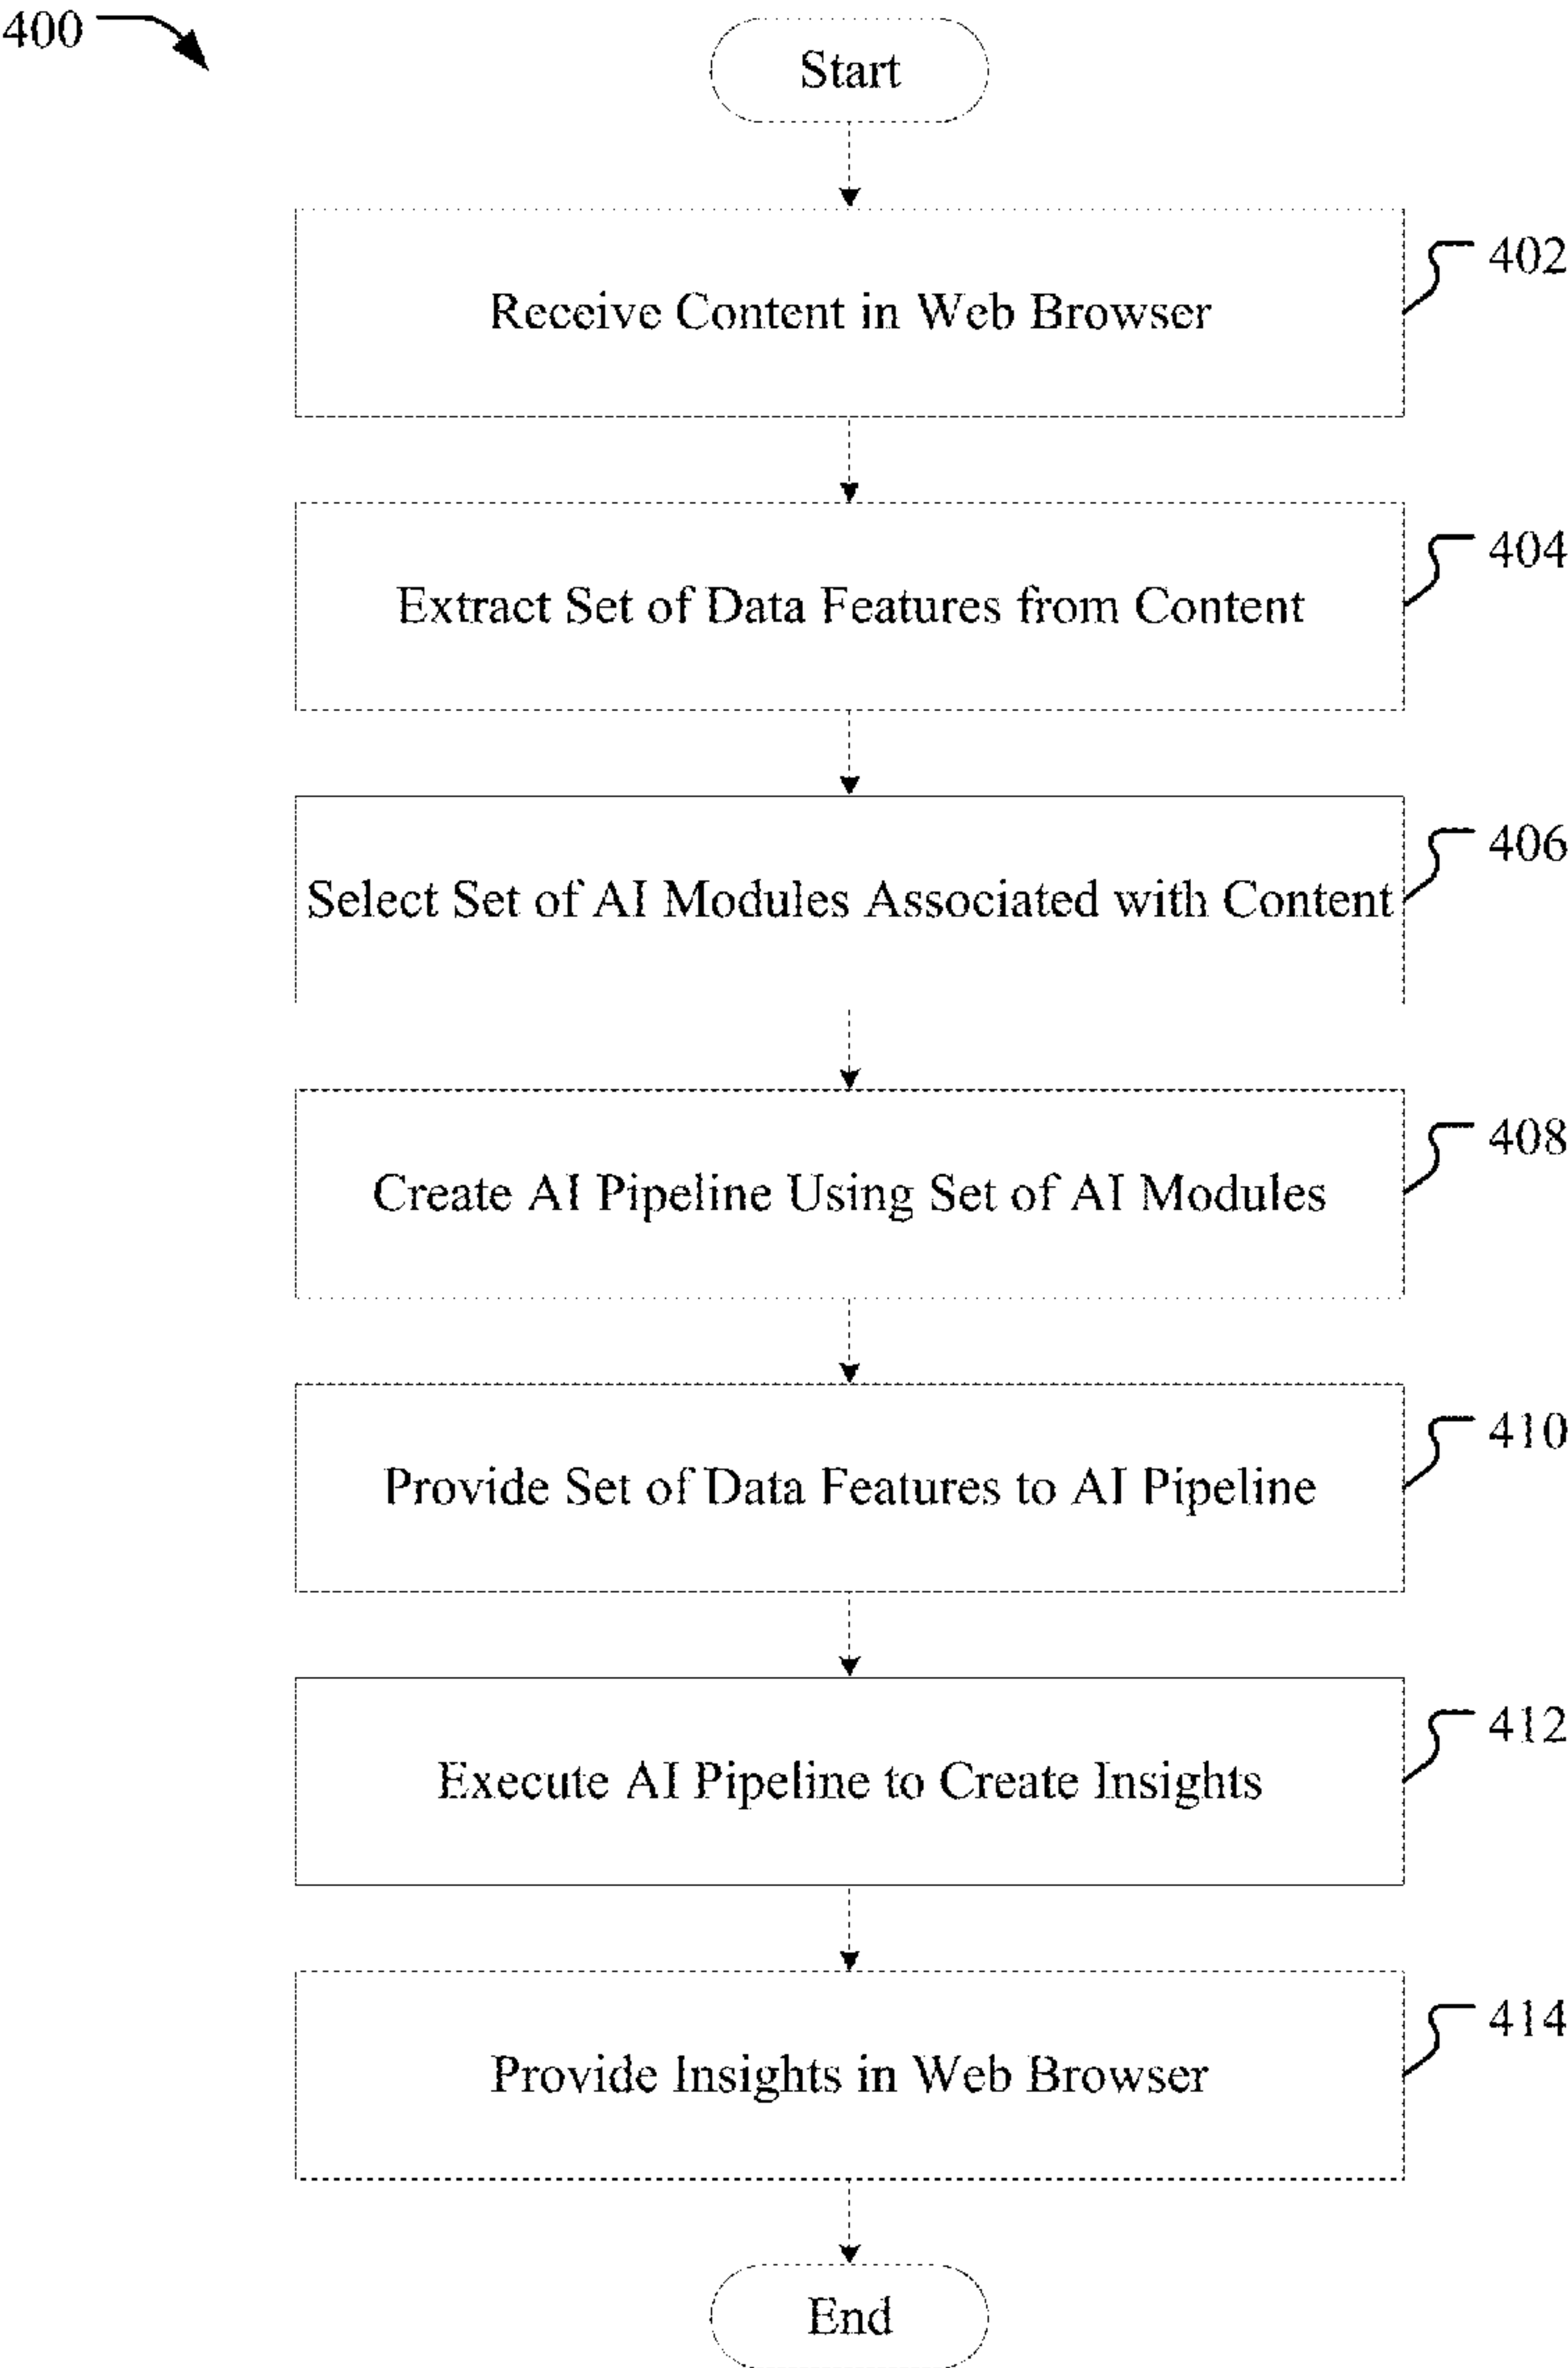 400
Start
Receive Content in Web Browser
402
Extract Set of Data Features from Content
404
Select Set of AI Modules Associated with Content
406
Create AI Pipeline Using Set of AI Modules
408
Provide Set of Data Features to AI Pipeline
410
Execute AI Pipeline to Create Insights
412
Provide Insights in Web Browser
414
End